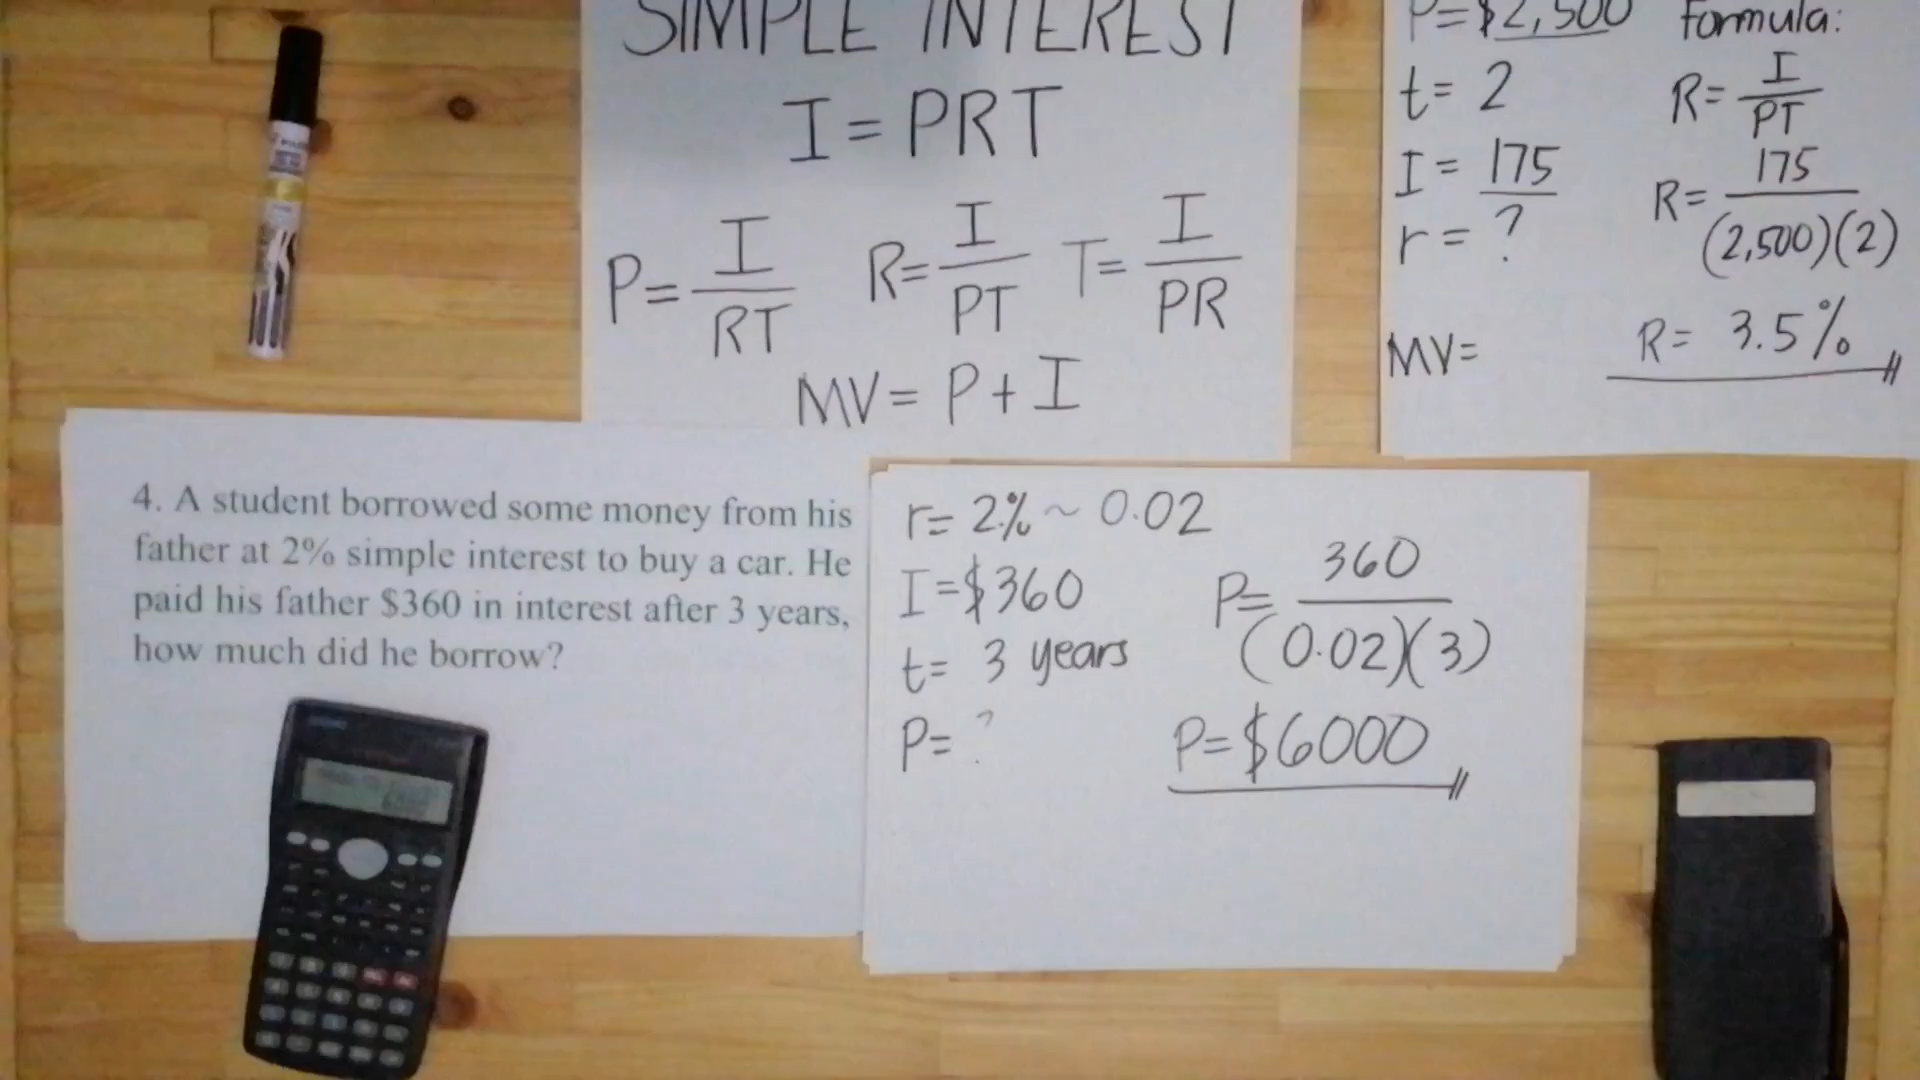 SIMPLE INTEREST
I = PRT
P = I/RT R = I/PT T = I/PR
MV = P + I
P = $2,500 Formula:
t = 2 R = I/PT
I = 175 R = 175/(2,500)(2)
r = ?
MV= R = 3.5%
4. A student borrowed some money from his
father at 2% simple interest to buy a car. He
paid his father $360 in interest after 3 years,
how much did he borrow?
r = 2% ~ 0.02
I = $360 P = 360/(0.02)(3)
t = 3 years
P = ? P = $6000